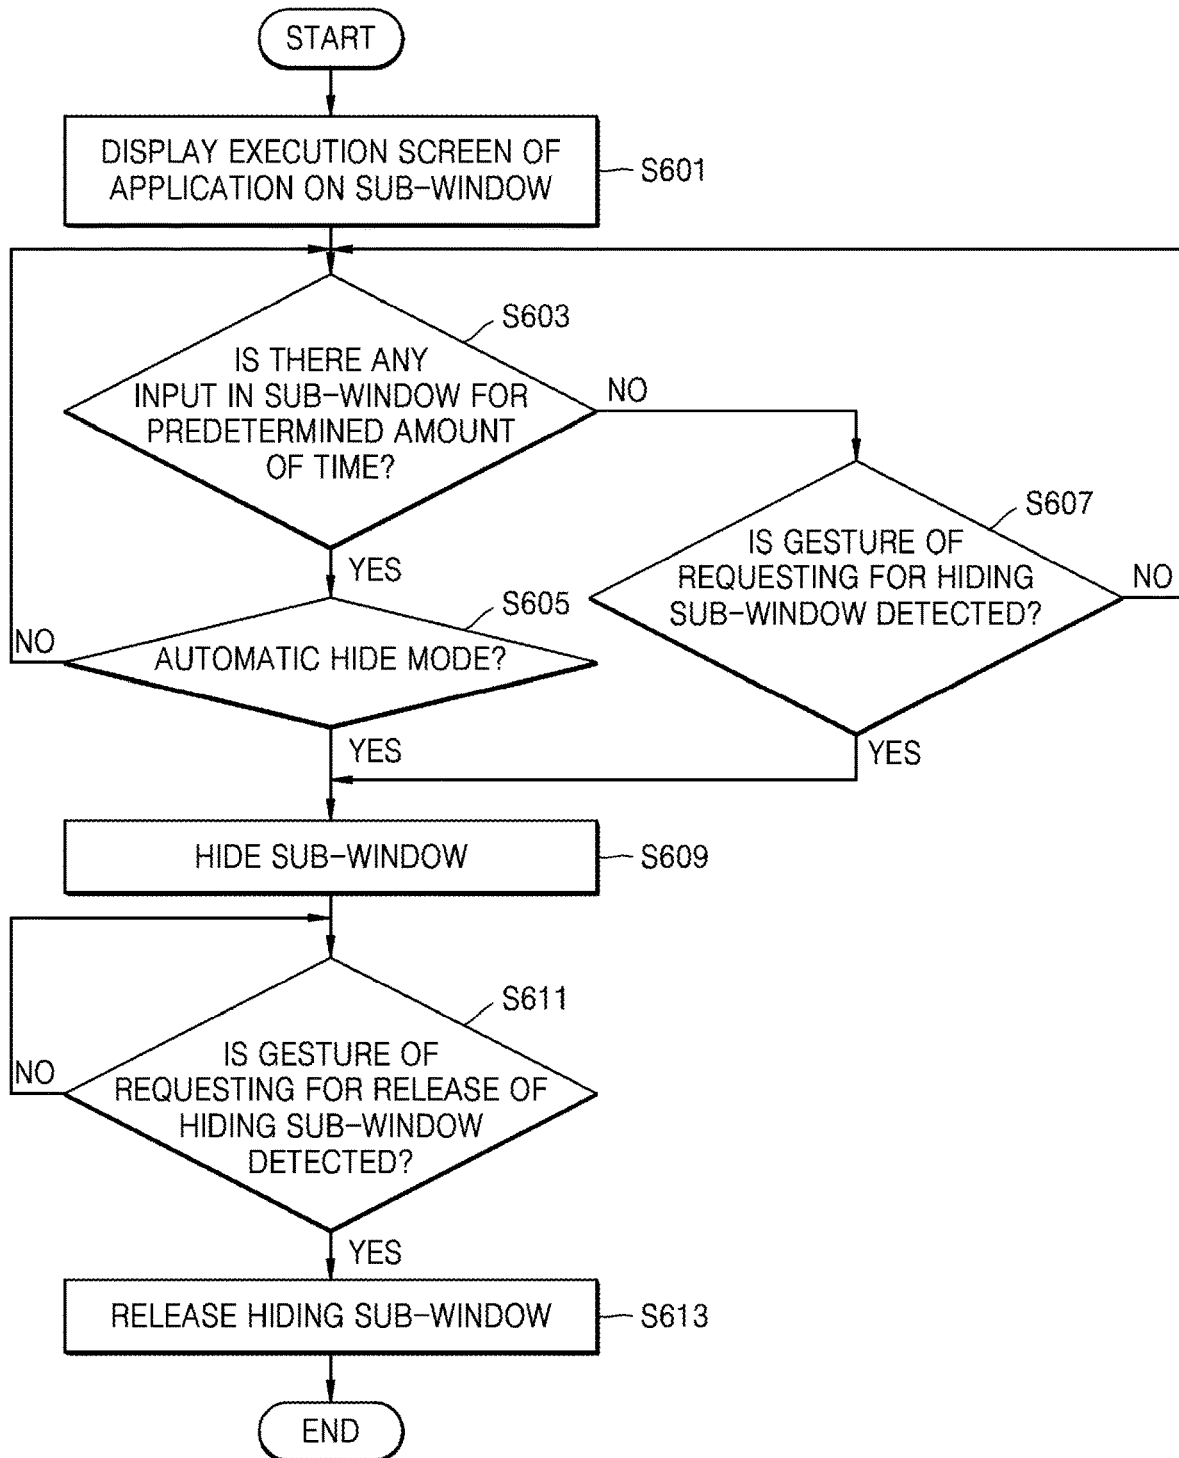 START
DISPLAY EXECUTION SCREEN OF
APPLICATION ON SUB-WINDOW
S601
S603
IS THERE ANY
INPUT IN SUB-WINDOW FOR
PREDETERMINED AMOUNT
OF TIME?
NO
YES
S607
IS GESTURE OF
REQUESTING FOR HIDING
SUB-WINDOW DETECTED?
NO
YES
S605
AUTOMATIC HIDE MODE?
NO
YES
HIDE SUB-WINDOW
S609
S611
IS GESTURE OF
REQUESTING FOR RELEASE OF
HIDING SUB-WINDOW
DETECTED?
NO
YES
RELEASE HIDING SUB-WINDOW
S613
END